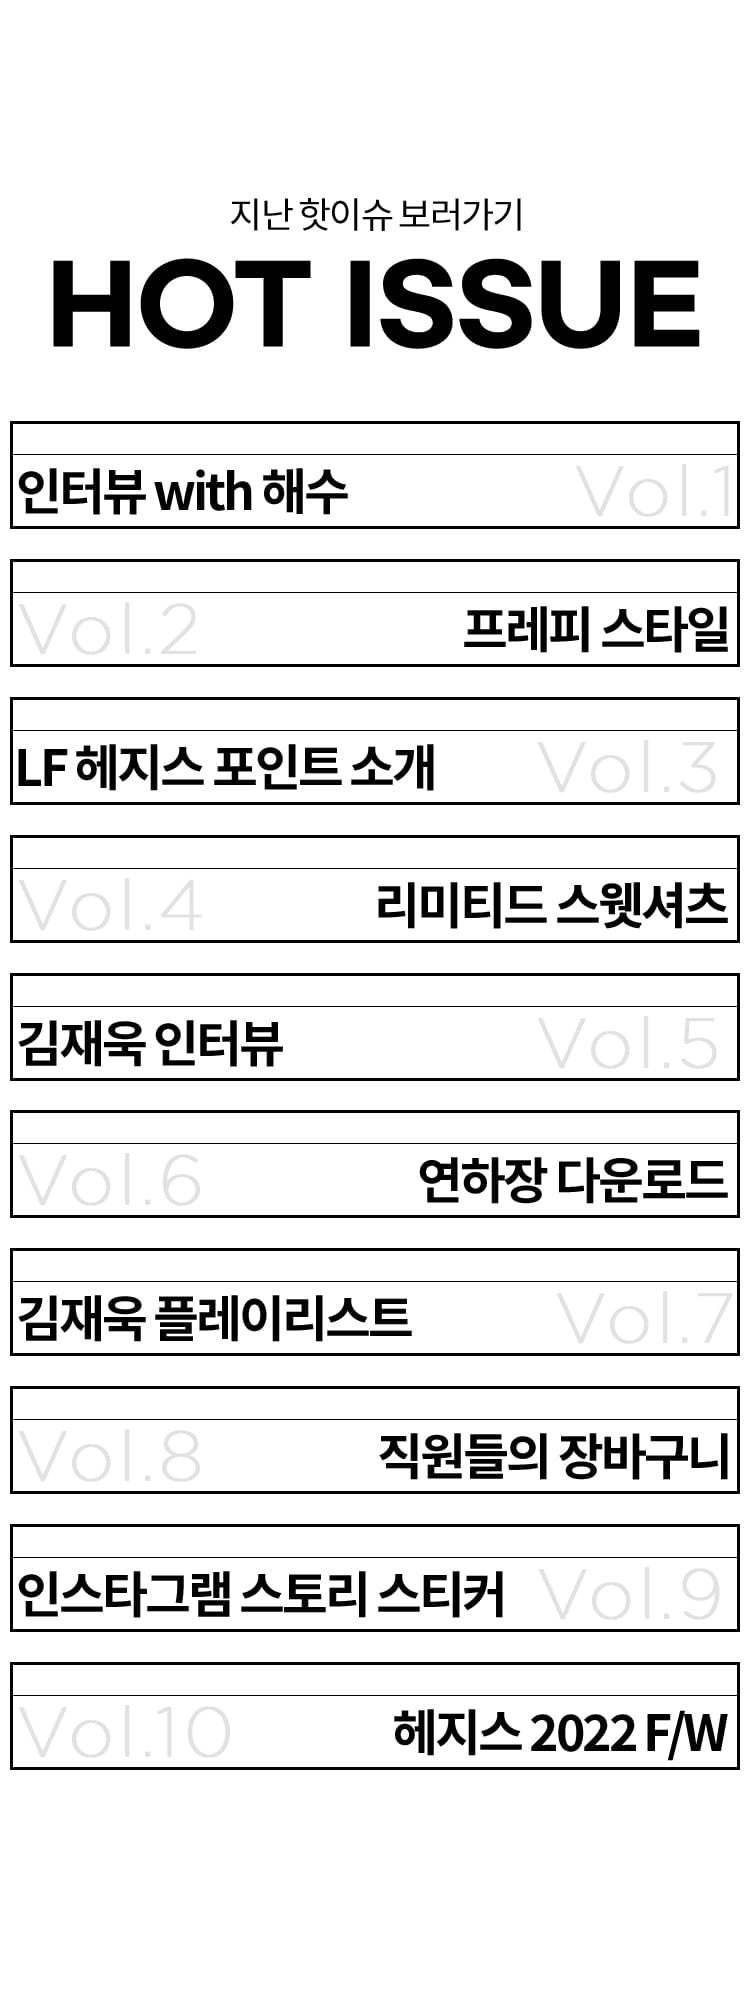 지난 핫이슈 보러가기
HOT ISSUE
인터뷰 with 해수 Vol.1
Vol.2 프레피 스타일
LF 헤지스 포인트 소개 Vol.3
Vol.4 리미티드 스웻셔츠
김재욱 인터뷰 Vol.5
Vol.6 연하장 다운로드
김재욱 플레이리스트 Vol.7
Vol.8 직원들의 장바구니
인스타그램 스토리 스티커 Vol.9
Vol.10 헤지스 2022 F/W